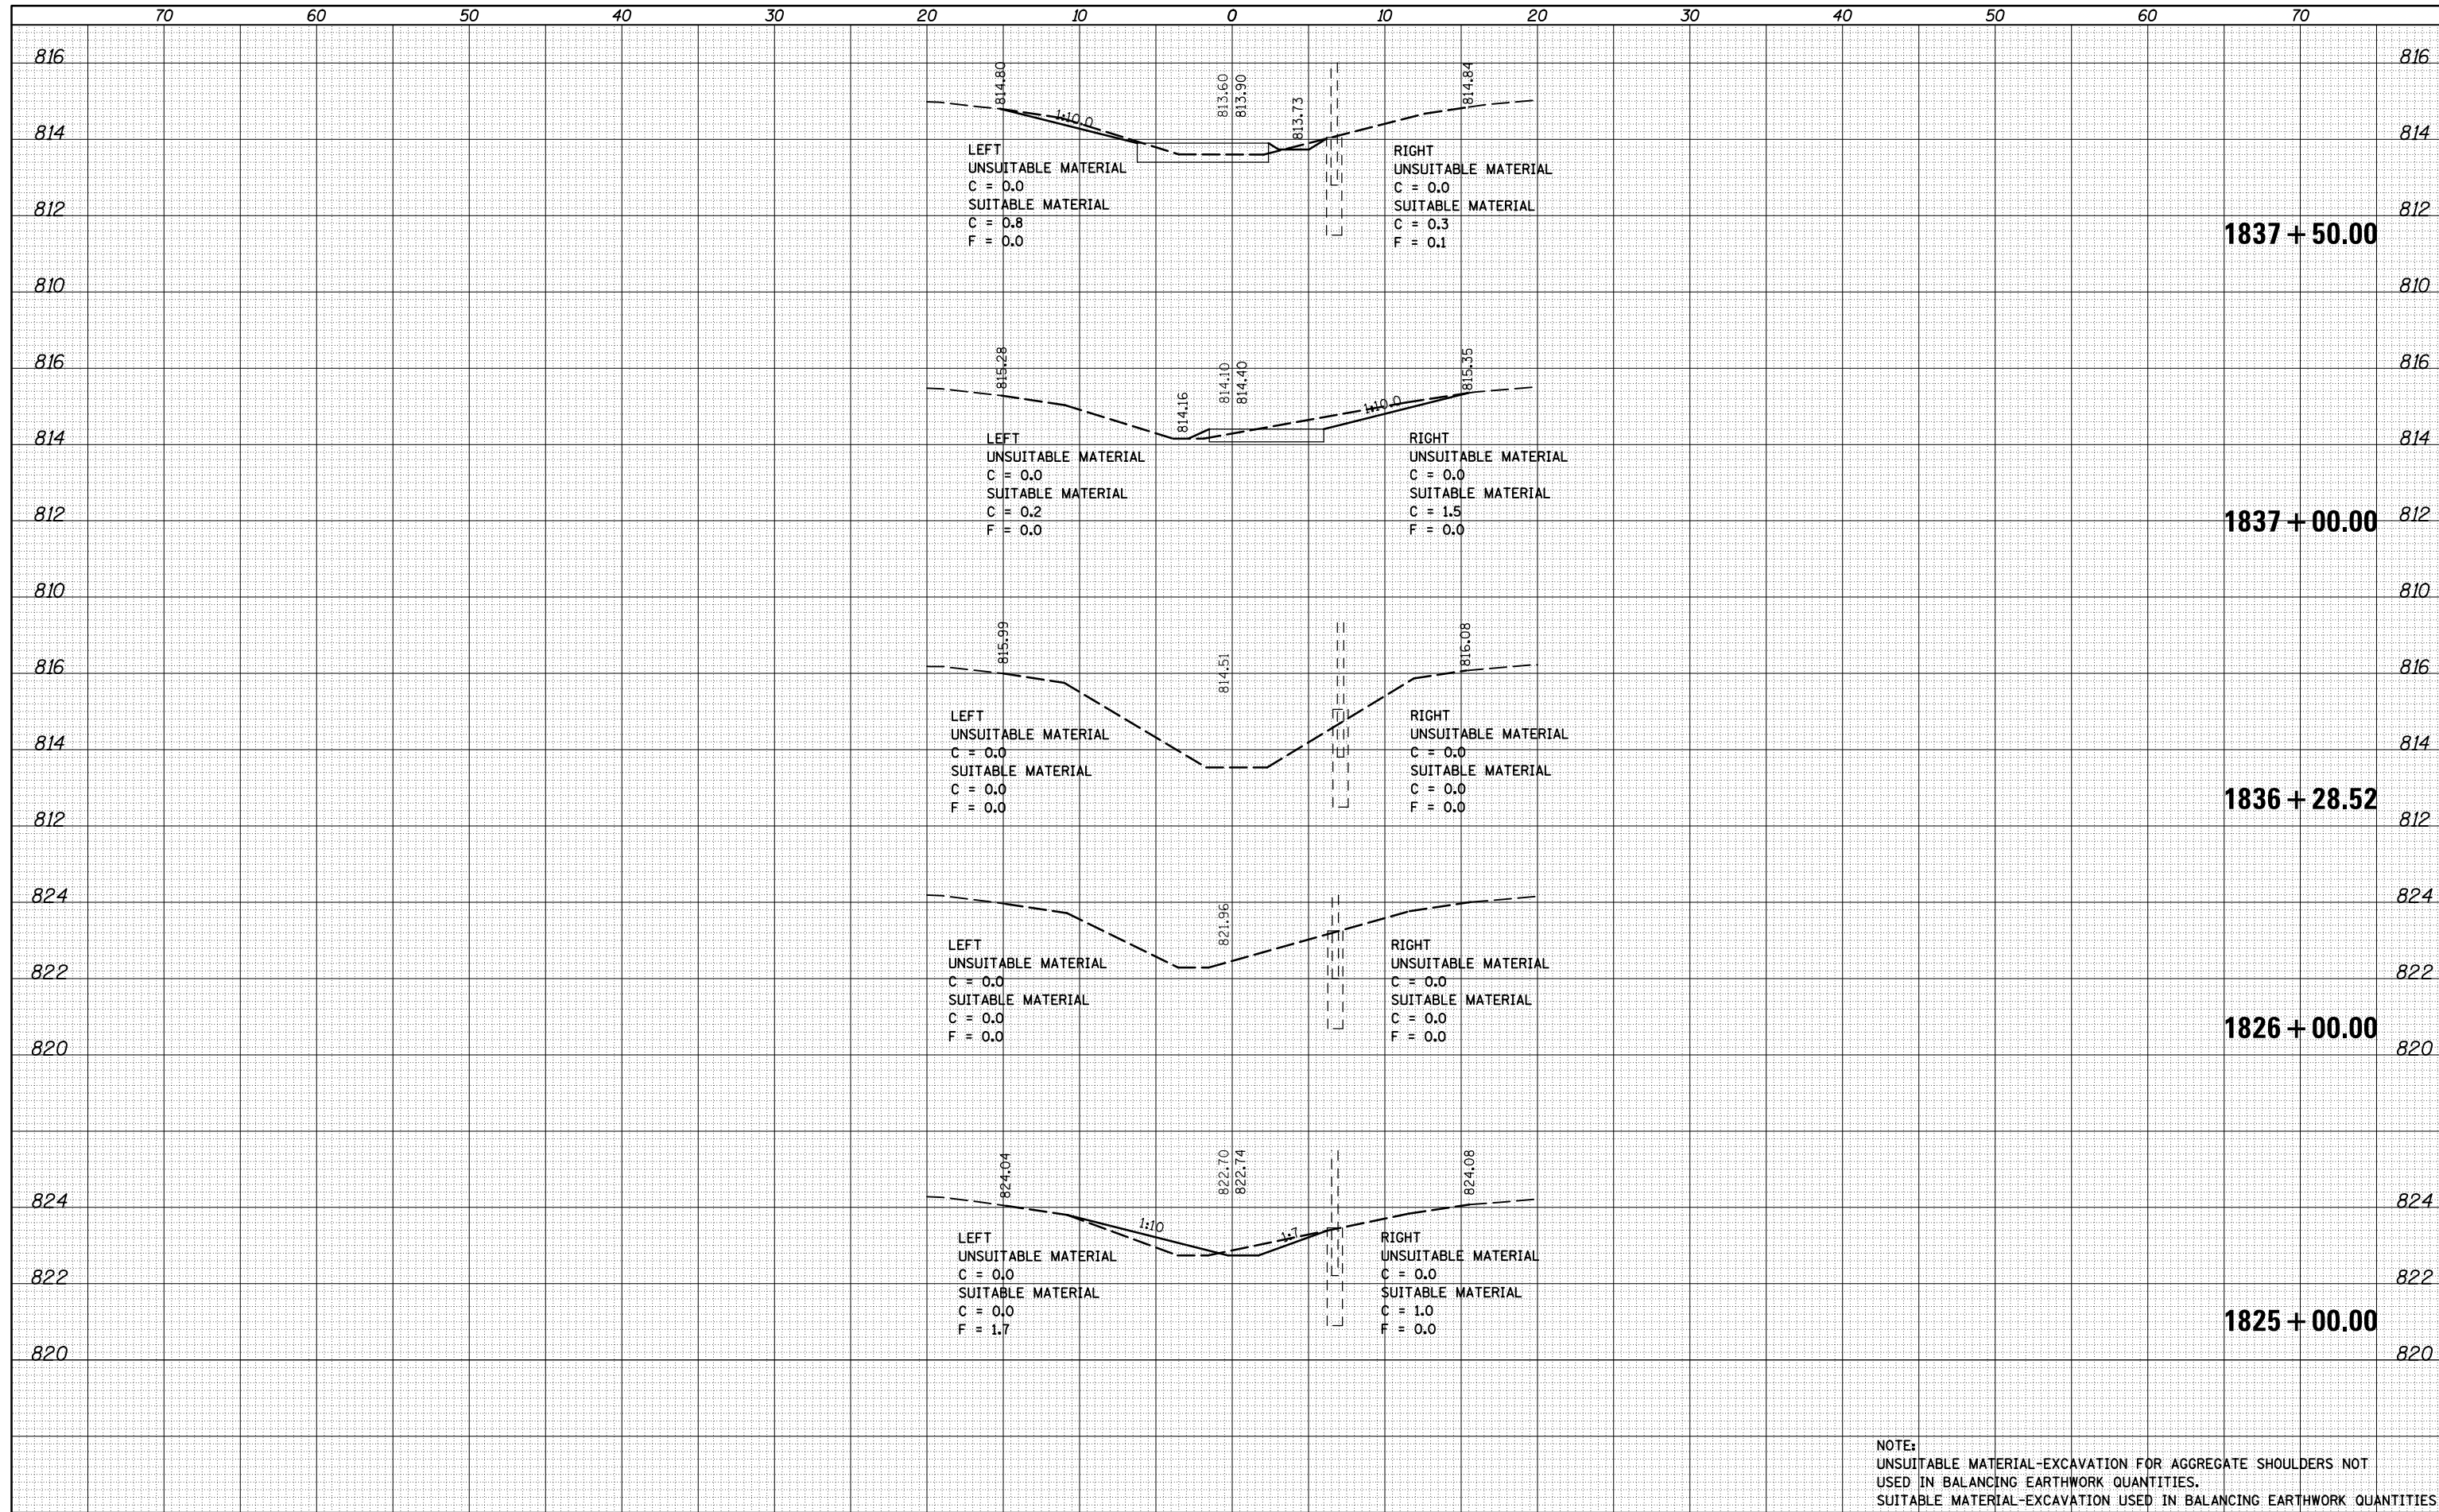 70 60 50 40 30 20 10 0 10 20 30 40 50 60 70
816 816
814.80 813.60 813.90 813.73 814.84
1:10.0
814 814
LEFT
UNSUITABLE MATERIAL
C = 0.0
SUITABLE MATERIAL
C = 0.8
F = 0.0
RIGHT
UNSUITABLE MATERIAL
C = 0.0
SUITABLE MATERIAL
C = 0.3
F = 0.1
812 812
1837 + 50.00
810 810
816 816
815.28 814.16 814.10 814.40 815.35
1:10.0
814 814
LEFT
UNSUITABLE MATERIAL
C = 0.0
SUITABLE MATERIAL
C = 0.2
F = 0.0
RIGHT
UNSUITABLE MATERIAL
C = 0.0
SUITABLE MATERIAL
C = 1.5
F = 0.0
812 812
1837 + 00.00
810 810
815.99 814.51 816.08
816 816
LEFT
UNSUITABLE MATERIAL
C = 0.0
SUITABLE MATERIAL
C = 0.0
F = 0.0
RIGHT
UNSUITABLE MATERIAL
C = 0.0
SUITABLE MATERIAL
C = 0.0
F = 0.0
814 814
1836 + 28.52
812 812
824 824
821.96
LEFT
UNSUITABLE MATERIAL
C = 0.0
SUITABLE MATERIAL
C = 0.0
F = 0.0
RIGHT
UNSUITABLE MATERIAL
C = 0.0
SUITABLE MATERIAL
C = 0.0
F = 0.0
822 822
1826 + 00.00
820 820
824.04 822.70 822.74 824.08
824 824
1:10 1:7
LEFT
UNSUITABLE MATERIAL
C = 0.0
SUITABLE MATERIAL
C = 0.0
F = 1.7
RIGHT
UNSUITABLE MATERIAL
C = 0.0
SUITABLE MATERIAL
C = 1.0
F = 0.0
822 822
1825 + 00.00
820 820
NOTE:
UNSUITABLE MATERIAL-EXCAVATION FOR AGGREGATE SHOULDERS NOT
USED IN BALANCING EARTHWORK QUANTITIES.
SUITABLE MATERIAL-EXCAVATION USED IN BALANCING EARTHWORK QUANTITIES